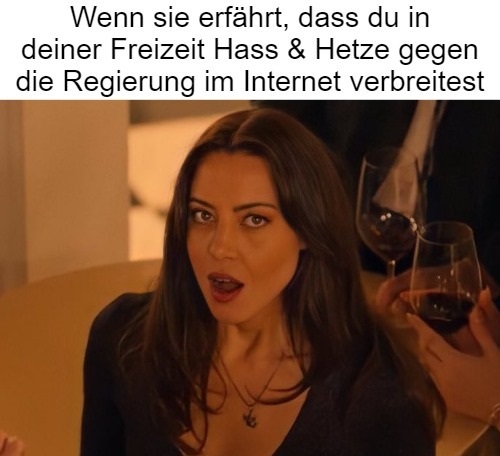 Wenn sie erfährt, dass du in
deiner Freizeit Hass & Hetze gegen
die Regierung im Internet verbreitest